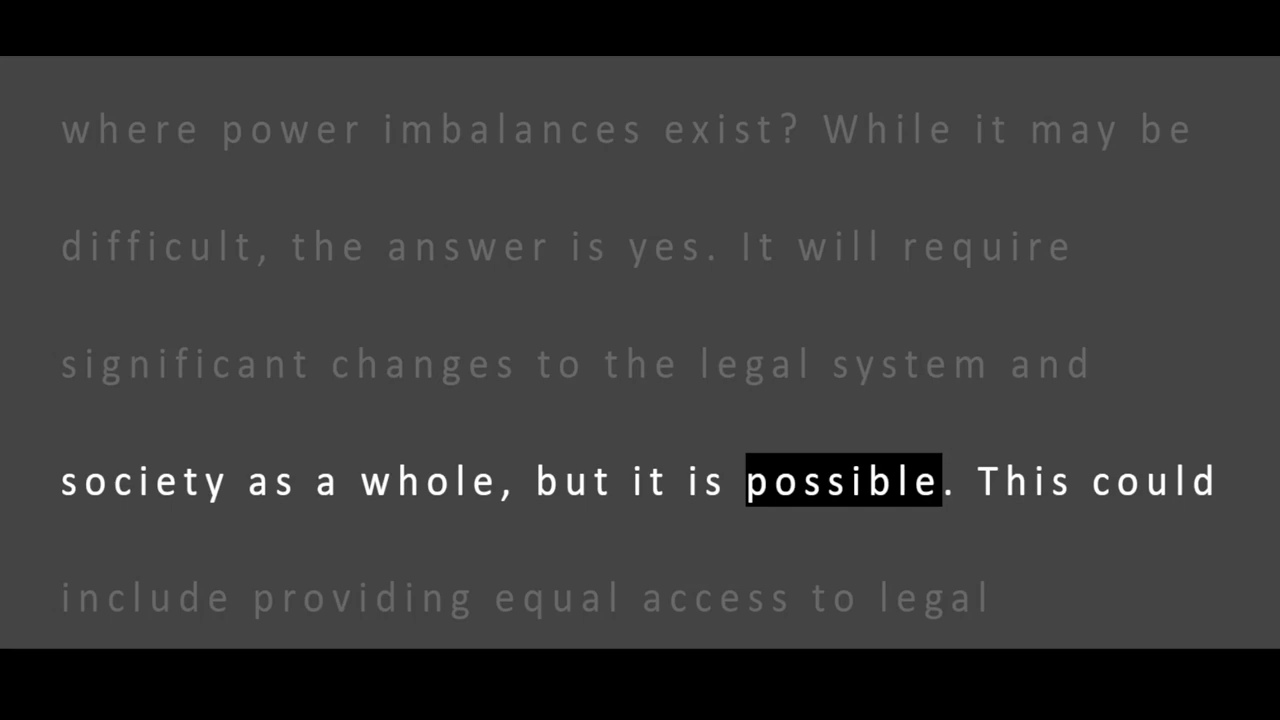 where power imbalances exist? While it may be
difficult, the answer is yes. It will require
significant changes to the legal system and
society as a whole, but it is possible. This could
include providing equal access to legal